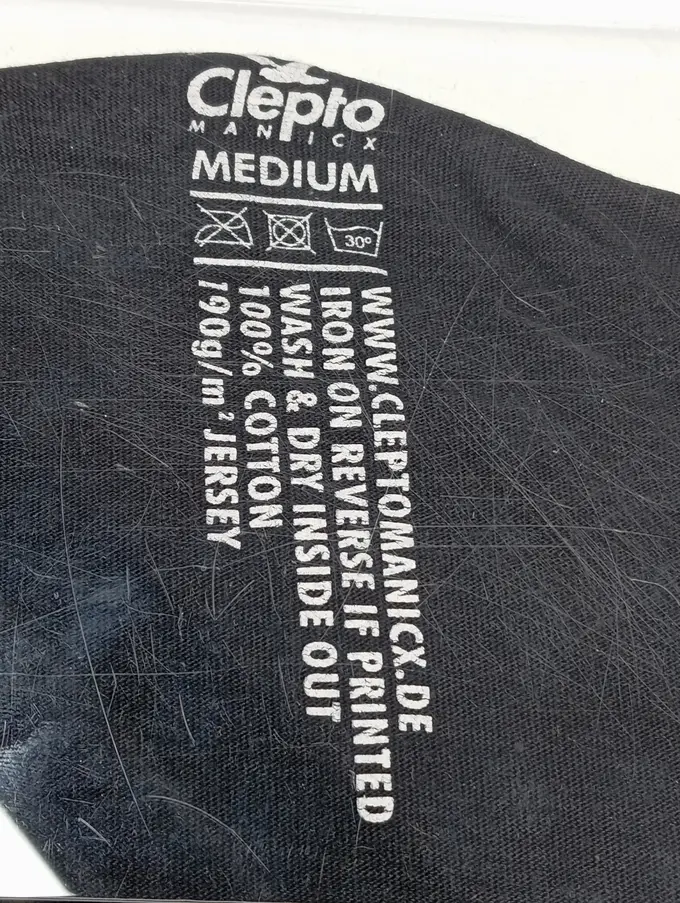 Clepto
MANICX
MEDIUM
30°
WWW.CLEPTOMANICX.DE
IRON ON REVERSE IF PRINTED
WASH & DRY INSIDE OUT
100% COTTON
190g/m² JERSEY